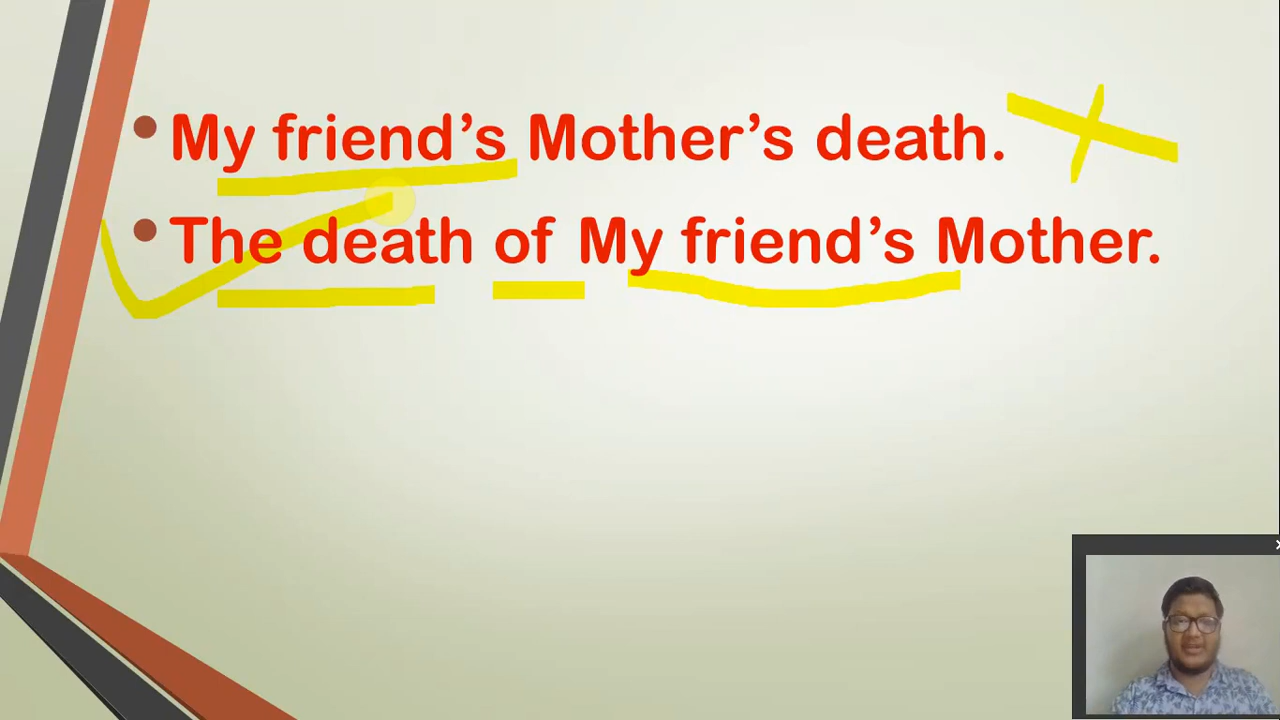 • My friend’s Mother’s death.
• The death of My friend’s Mother.